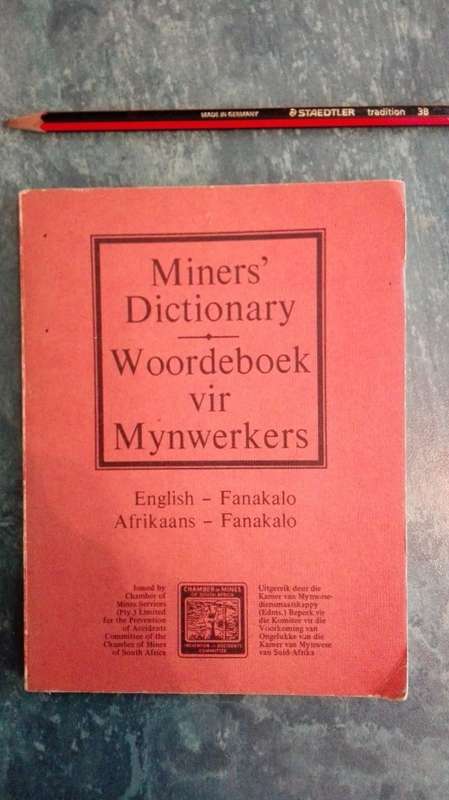 MADE IN GERMANY STAEDTLER tradition 3B
Miners'
Dictionary
Woordeboek
vir
Mynwerkers
English – Fanakalo
Afrikaans – Fanakalo
Issued by
Chamber of
Mines Services
(Pty.) Limited
for the Prevention
of Accidents
Committee of the
Chamber of Mines
of South Africa
CHAMBER OF MINES
OF SOUTH AFRICA
PREVENTION OF ACCIDENTS
COMMITTEE
Uitgereik deur die
Kamer van Mynwese-
diensmaatskappy
(Edms.) Beperk vir
die Komitee vir die
Voorkoming van
Ongelukke van die
Kamer van Mynwese
van Suid-Afrika